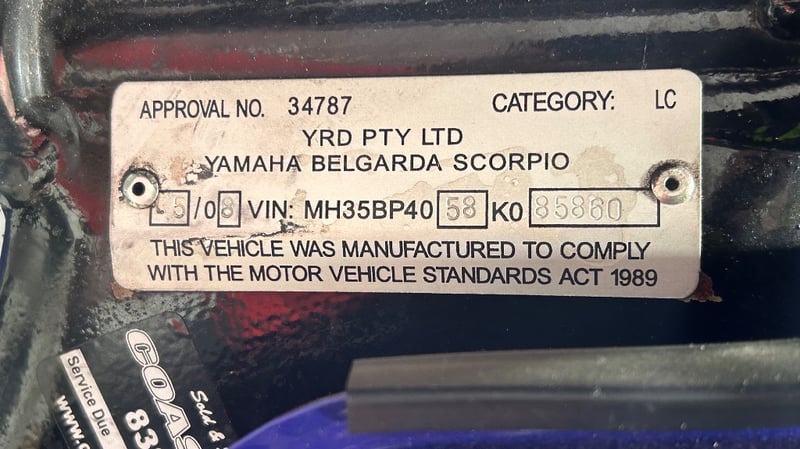 APPROVAL NO. 34787 CATEGORY: LC
YRD PTY LTD
YAMAHA BELGARDA SCORPIO
5/08 VIN: MH35BP40 58 K0 85860
THIS VEHICLE WAS MANUFACTURED TO COMPLY
WITH THE MOTOR VEHICLE STANDARDS ACT 1989
Sold &
Service Due